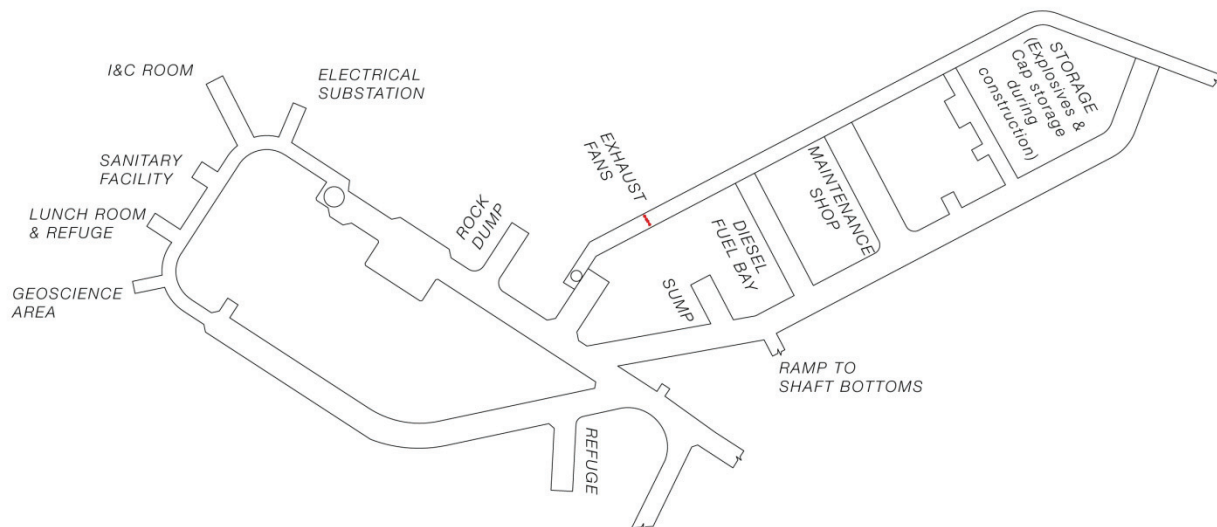 I&C ROOM
ELECTRICAL
SUBSTATION
SANITARY
FACILITY
LUNCH ROOM
& REFUGE
GEOSCIENCE
AREA
ROCK
DUMP
EXHAUST
FANS
STORAGE
(Explosives &
Cap storage
during
construction)
MAINTENANCE
SHOP
DIESEL
FUEL BAY
SUMP
RAMP TO
SHAFT BOTTOMS
REFUGE